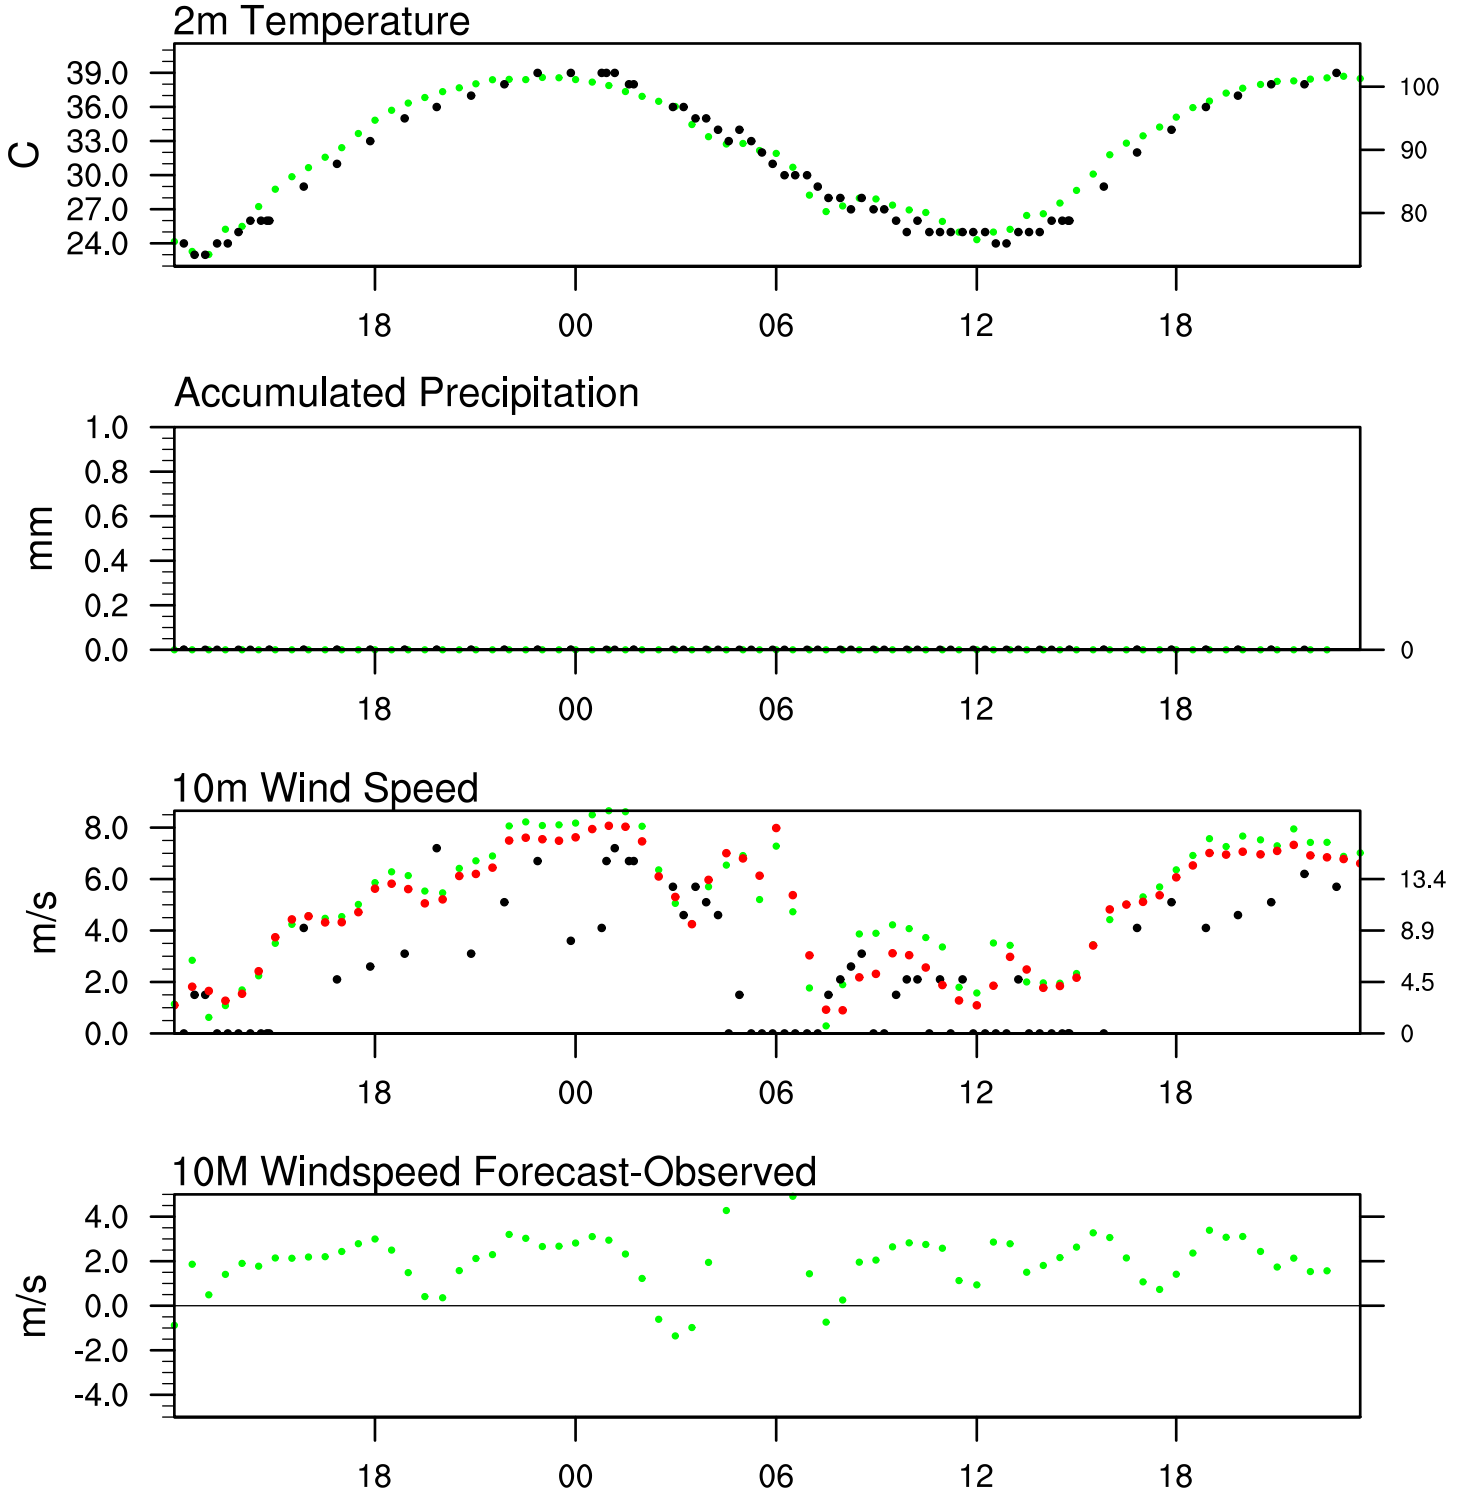 2m Temperature
39.0
36.0
33.0
30.0
27.0
24.0
C
100
90
80
18 00 06 12 18
Accumulated Precipitation
1.0
0.8
0.6
0.4
0.2
0.0
mm
0
18 00 06 12 18
10m Wind Speed
8.0
6.0
4.0
2.0
0.0
m/s
13.4
8.9
4.5
0
18 00 06 12 18
10M Windspeed Forecast-Observed
4.0
2.0
0.0
-2.0
-4.0
m/s
18 00 06 12 18